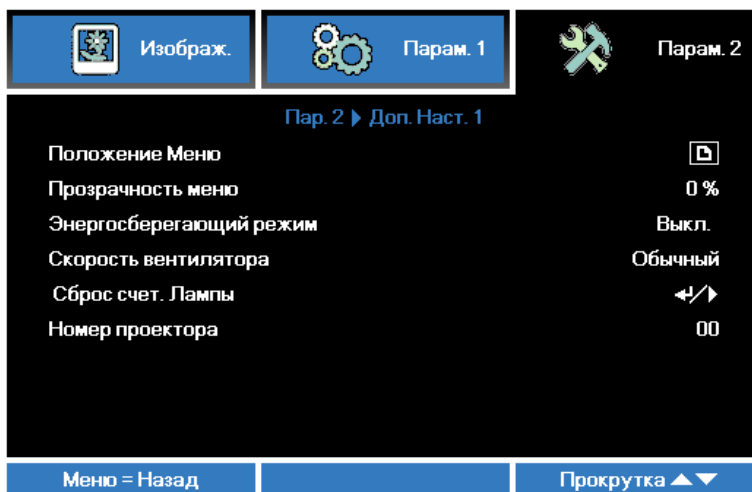 Изображ. Парам. 1 Парам. 2
Пар. 2 Доп. Наст. 1
Положение Меню
Прозрачность меню 0 %
Энергосберегающий режим Выкл.
Скорость вентилятора Обычный
Сброс счет. Лампы
Номер проектора 00
Меню = Назад Прокрутка